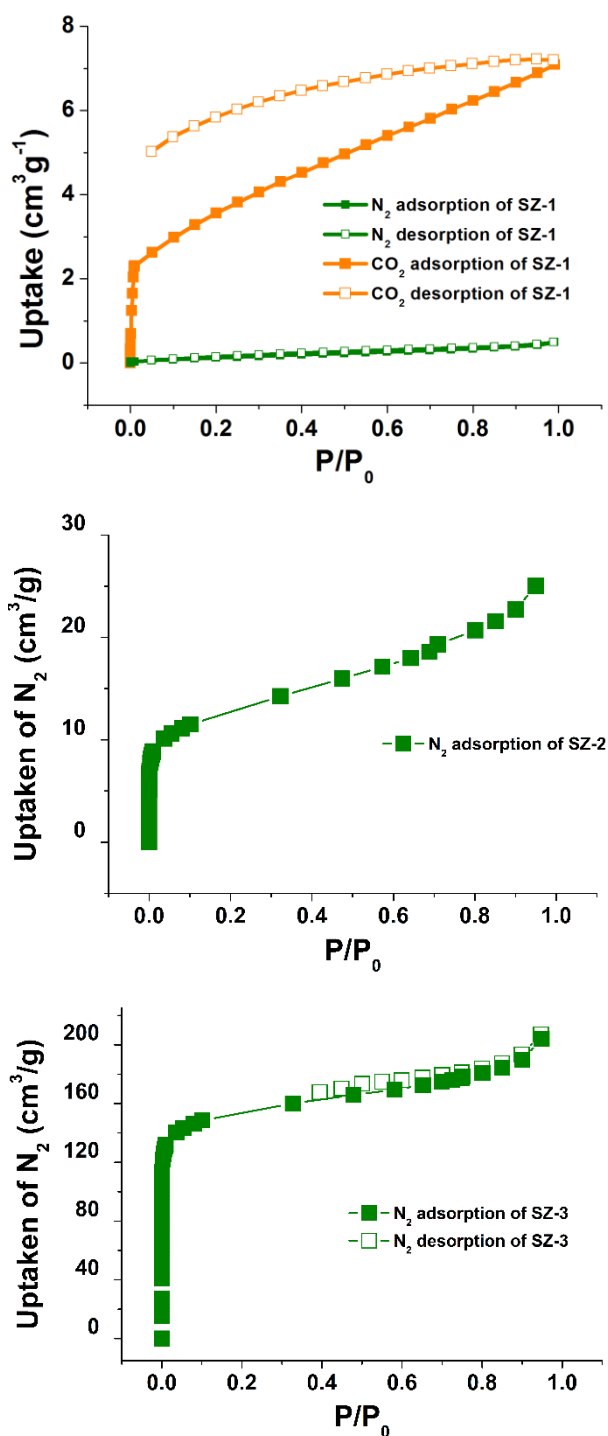 8
6
4
2
0
Uptake (cm³g⁻¹)
N₂ adsorption of SZ-1
N₂ desorption of SZ-1
CO₂ adsorption of SZ-1
CO₂ desorption of SZ-1
0.0 0.2 0.4 0.6 0.8 1.0
P/P₀
30
20
10
0
Uptaken of N₂ (cm³/g)
N₂ adsorption of SZ-2
0.0 0.2 0.4 0.6 0.8 1.0
P/P₀
200
160
120
80
40
0
Uptaken of N₂ (cm³/g)
N₂ adsorption of SZ-3
N₂ desorption of SZ-3
0.0 0.2 0.4 0.6 0.8 1.0
P/P₀